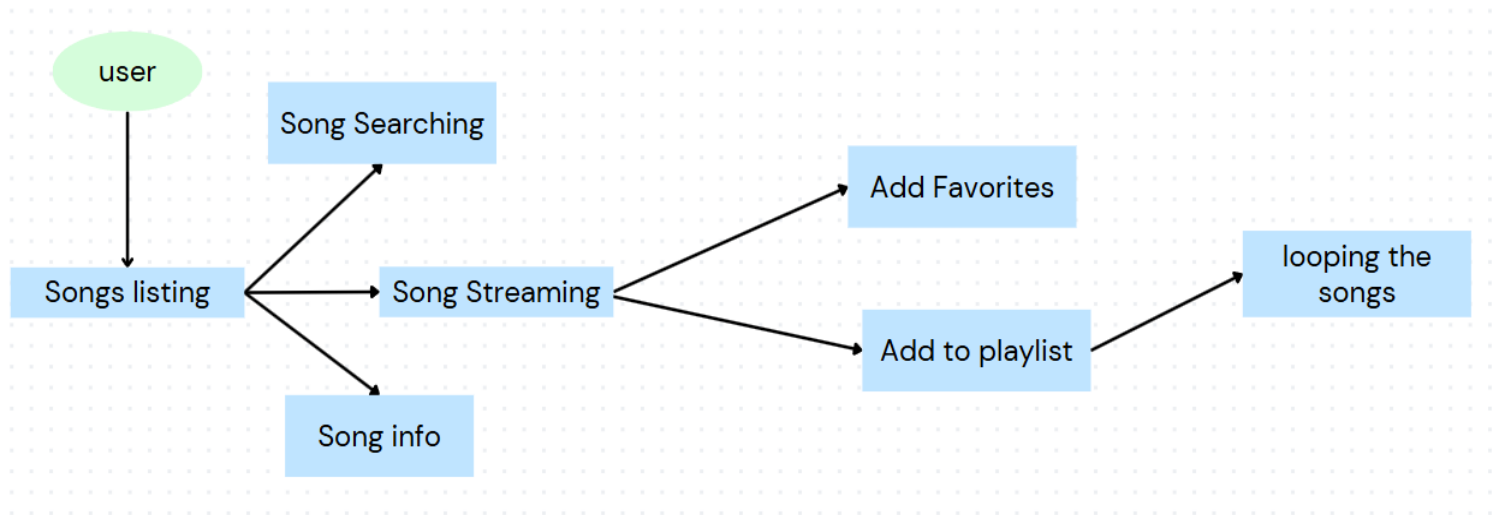 user
Song Searching
Add Favorites
looping the
songs
Songs listing
Song Streaming
Add to playlist
Song info